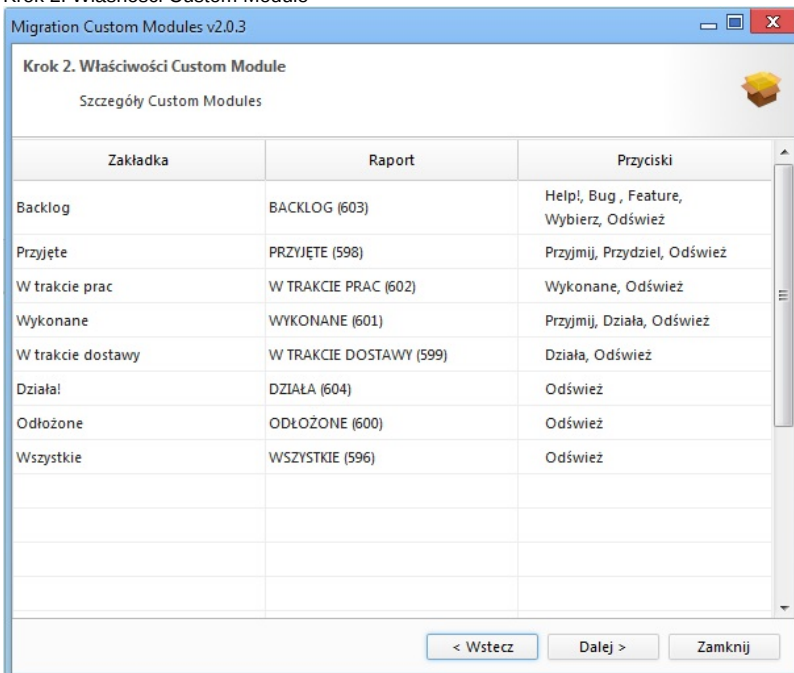 Migration Custom Modules v2.0.3
Krok 2. Właściwości Custom Module
Szczegóły Custom Modules
Zakładka Raport Przyciski
Backlog BACKLOG (603) Help!, Bug , Feature,
Wybierz, Odśwież
Przyjęte PRZYJĘTE (598) Przyjmij, Przydziel, Odśwież
W trakcie prac W TRAKCIE PRAC (602) Wykonane, Odśwież
Wykonane WYKONANE (601) Przyjmij, Działa, Odśwież
W trakcie dostawy W TRAKCIE DOSTAWY (599) Działa, Odśwież
Działa! DZIAŁA (604) Odśwież
Odłożone ODŁOŻONE (600) Odśwież
Wszystkie WSZYSTKIE (596) Odśwież
< Wstecz Dalej > Zamknij